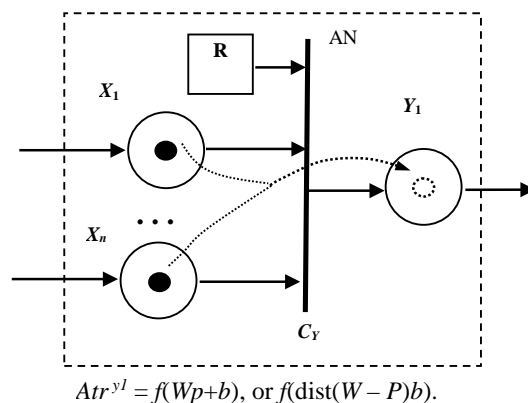 R
AN
X1
Y1
• • •
Xn
CY
Atr y1 = f(Wp+b), or f(dist(W – P)b).